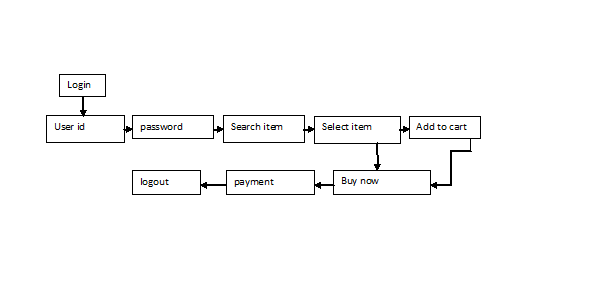 Login
User id
password
Search item
Select item
Add to cart
logout
payment
Buy now